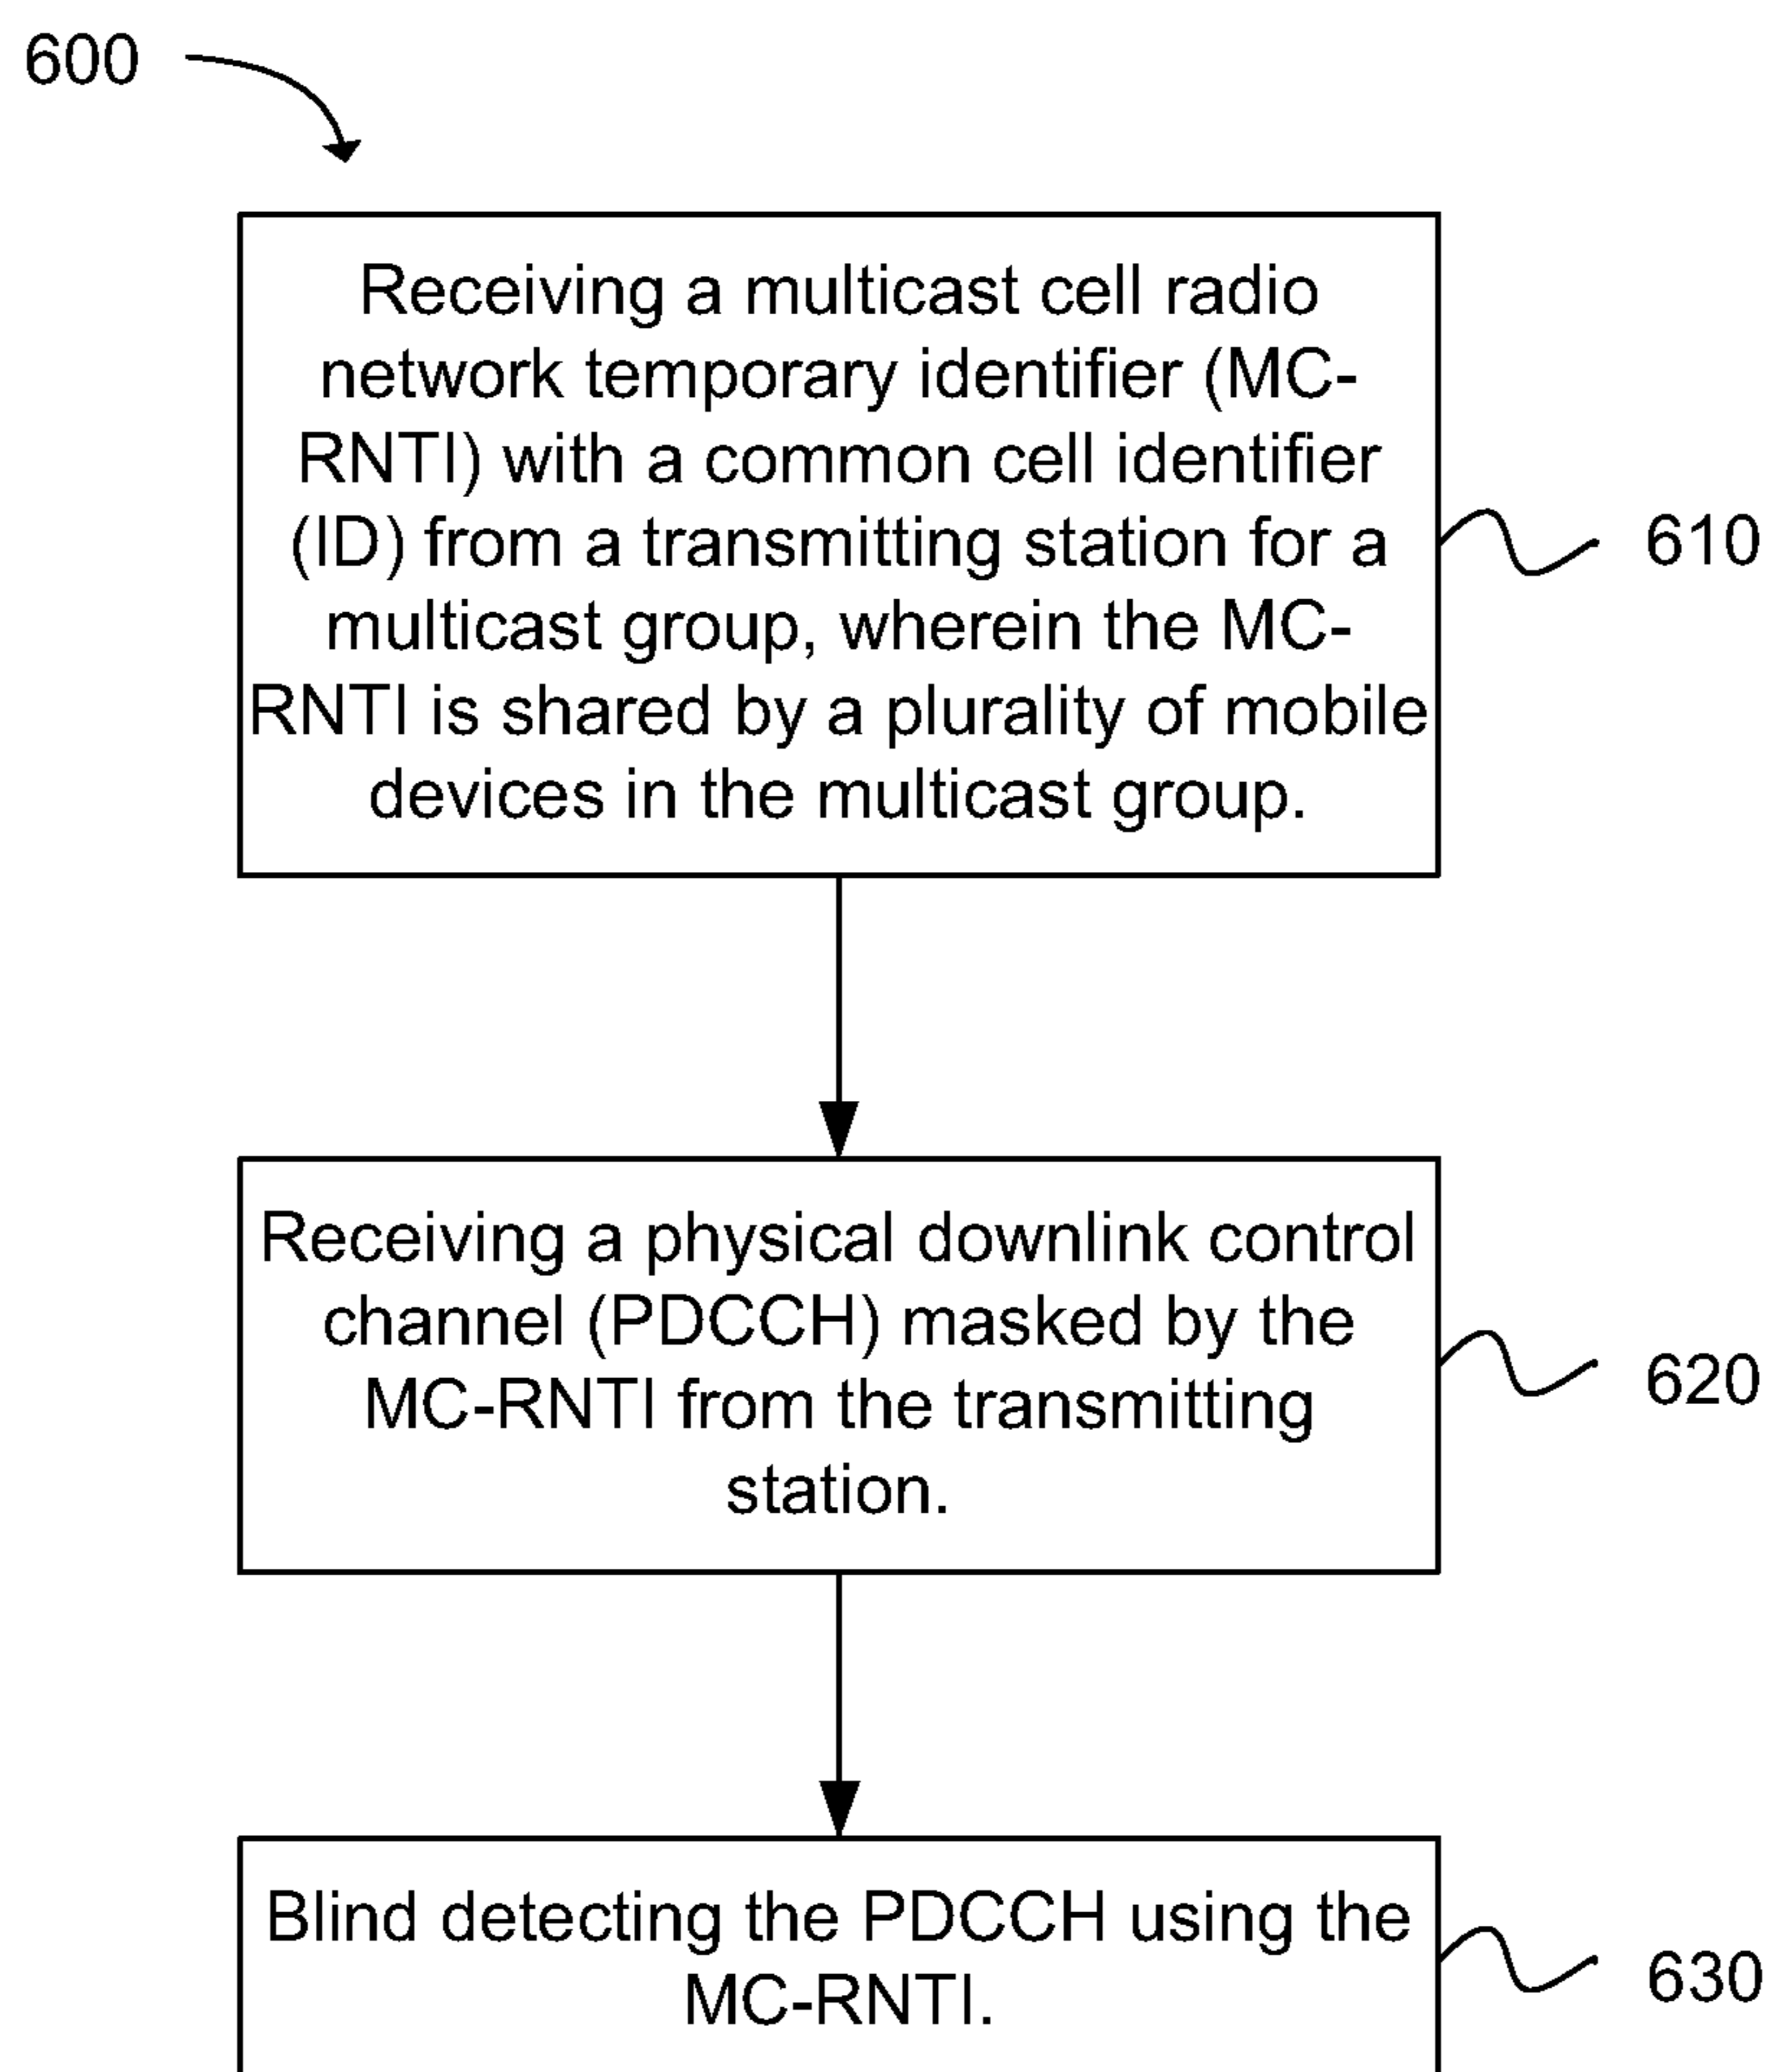 600
Receiving a multicast cell radio
network temporary identifier (MC-
RNTI) with a common cell identifier
(ID) from a transmitting station for a
multicast group, wherein the MC-
RNTI is shared by a plurality of mobile
devices in the multicast group.
610
Receiving a physical downlink control
channel (PDCCH) masked by the
MC-RNTI from the transmitting
station.
620
Blind detecting the PDCCH using the
MC-RNTI.
630